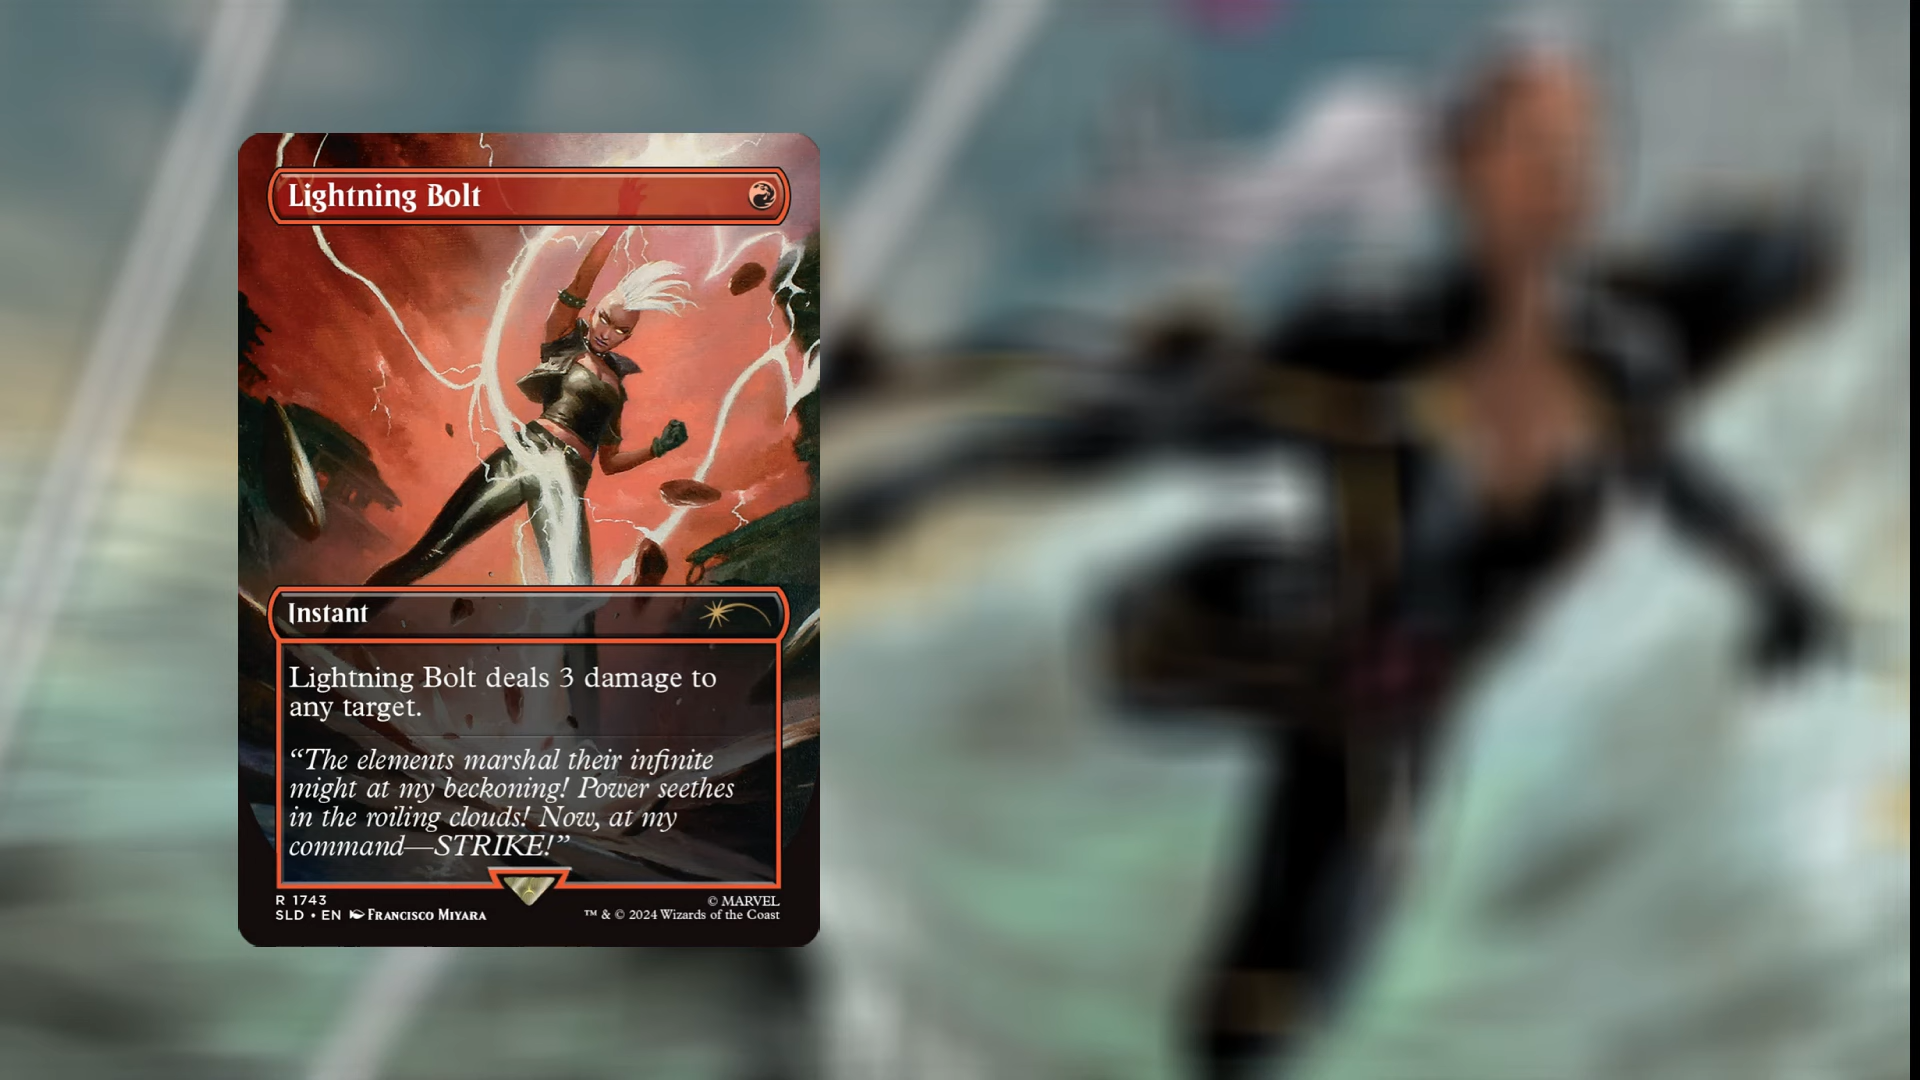 Lightning Bolt
Instant
Lightning Bolt deals 3 damage to
any target.
“The elements marshal their infinite
might at my beckoning! Power seethes
in the roiling clouds! Now, at my
command—STRIKE!”
R 1743
SLD • EN Francisco Miyara
© MARVEL
™ & © 2024 Wizards of the Coast